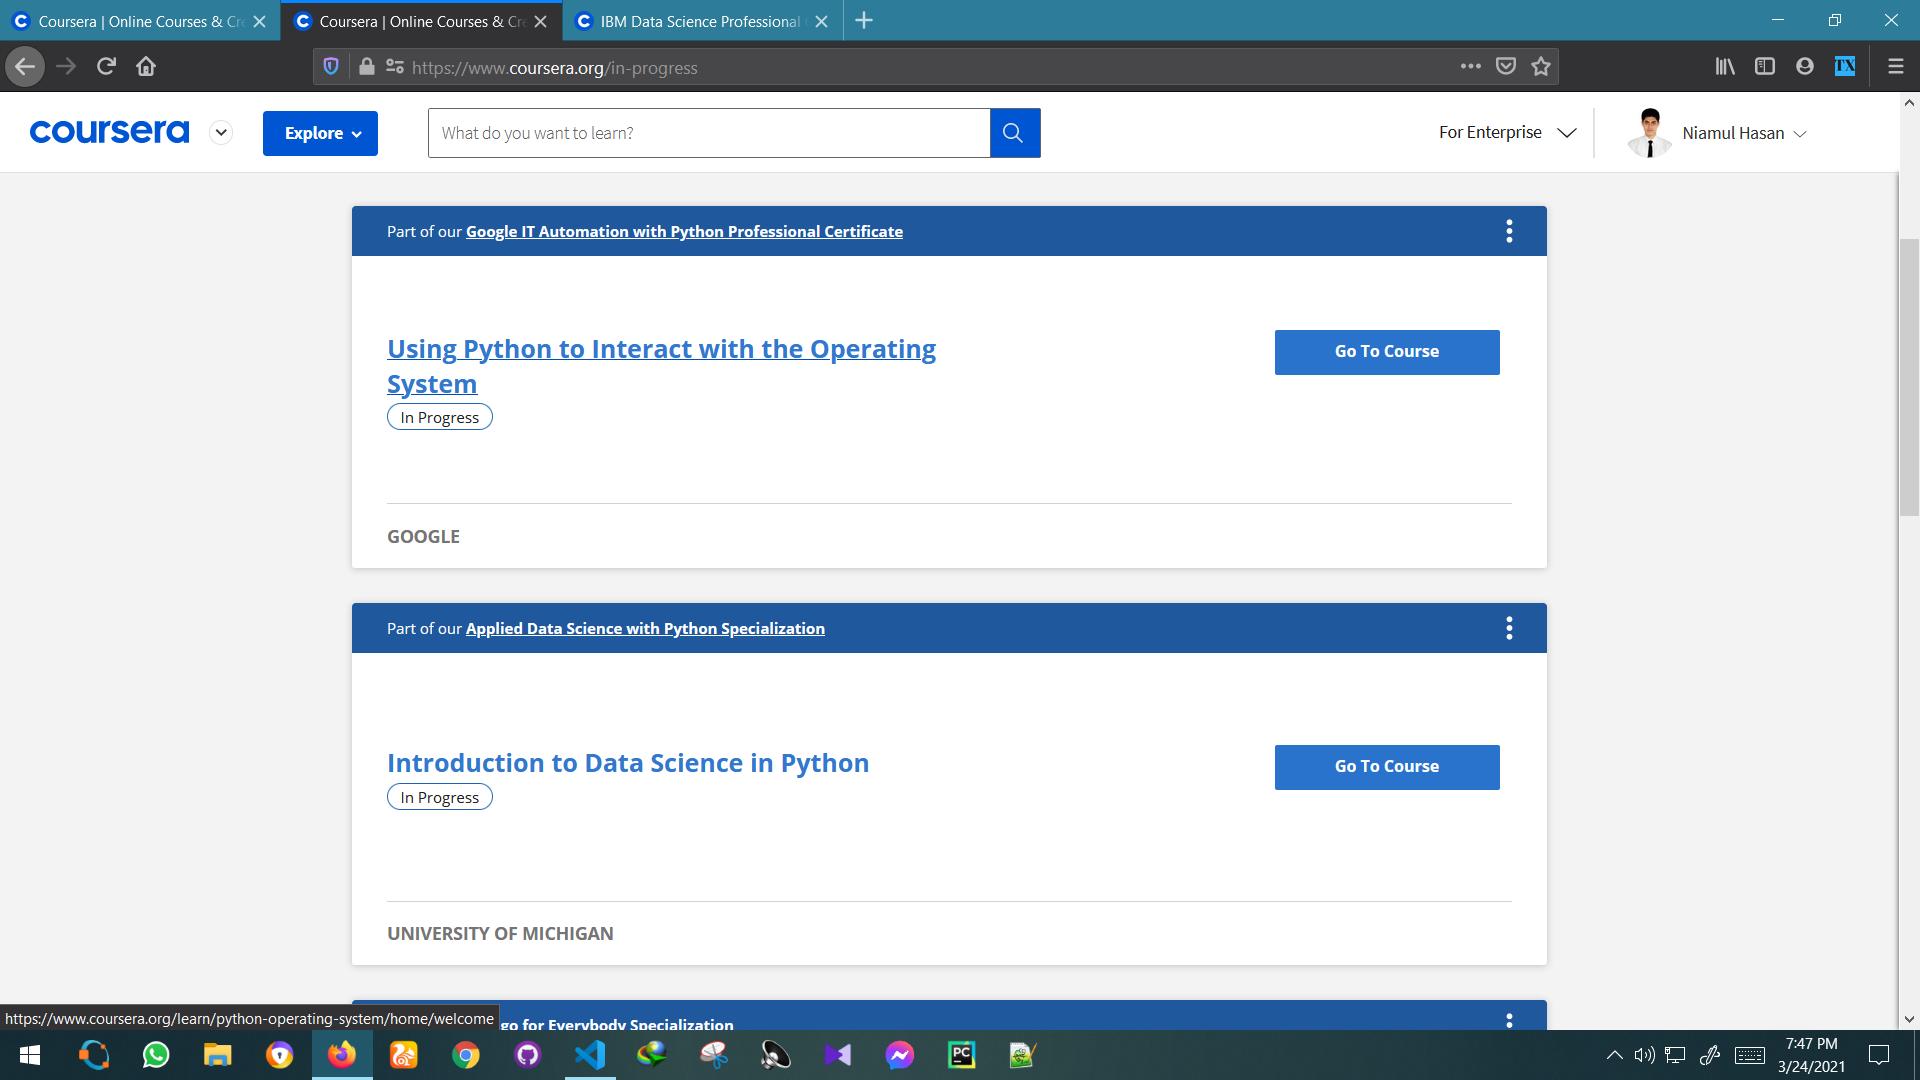 Coursera | Online Courses & Cre
Coursera | Online Courses & Cre
IBM Data Science Professional
https://www.coursera.org/in-progress
TX
coursera
Explore
What do you want to learn?
For Enterprise
Niamul Hasan
Part of our Google IT Automation with Python Professional Certificate
Using Python to Interact with the Operating
System
In Progress
Go To Course
GOOGLE
Part of our Applied Data Science with Python Specialization
Introduction to Data Science in Python
In Progress
Go To Course
UNIVERSITY OF MICHIGAN
go for Everybody Specialization
https://www.coursera.org/learn/python-operating-system/home/welcome
PC
7:47 PM
3/24/2021